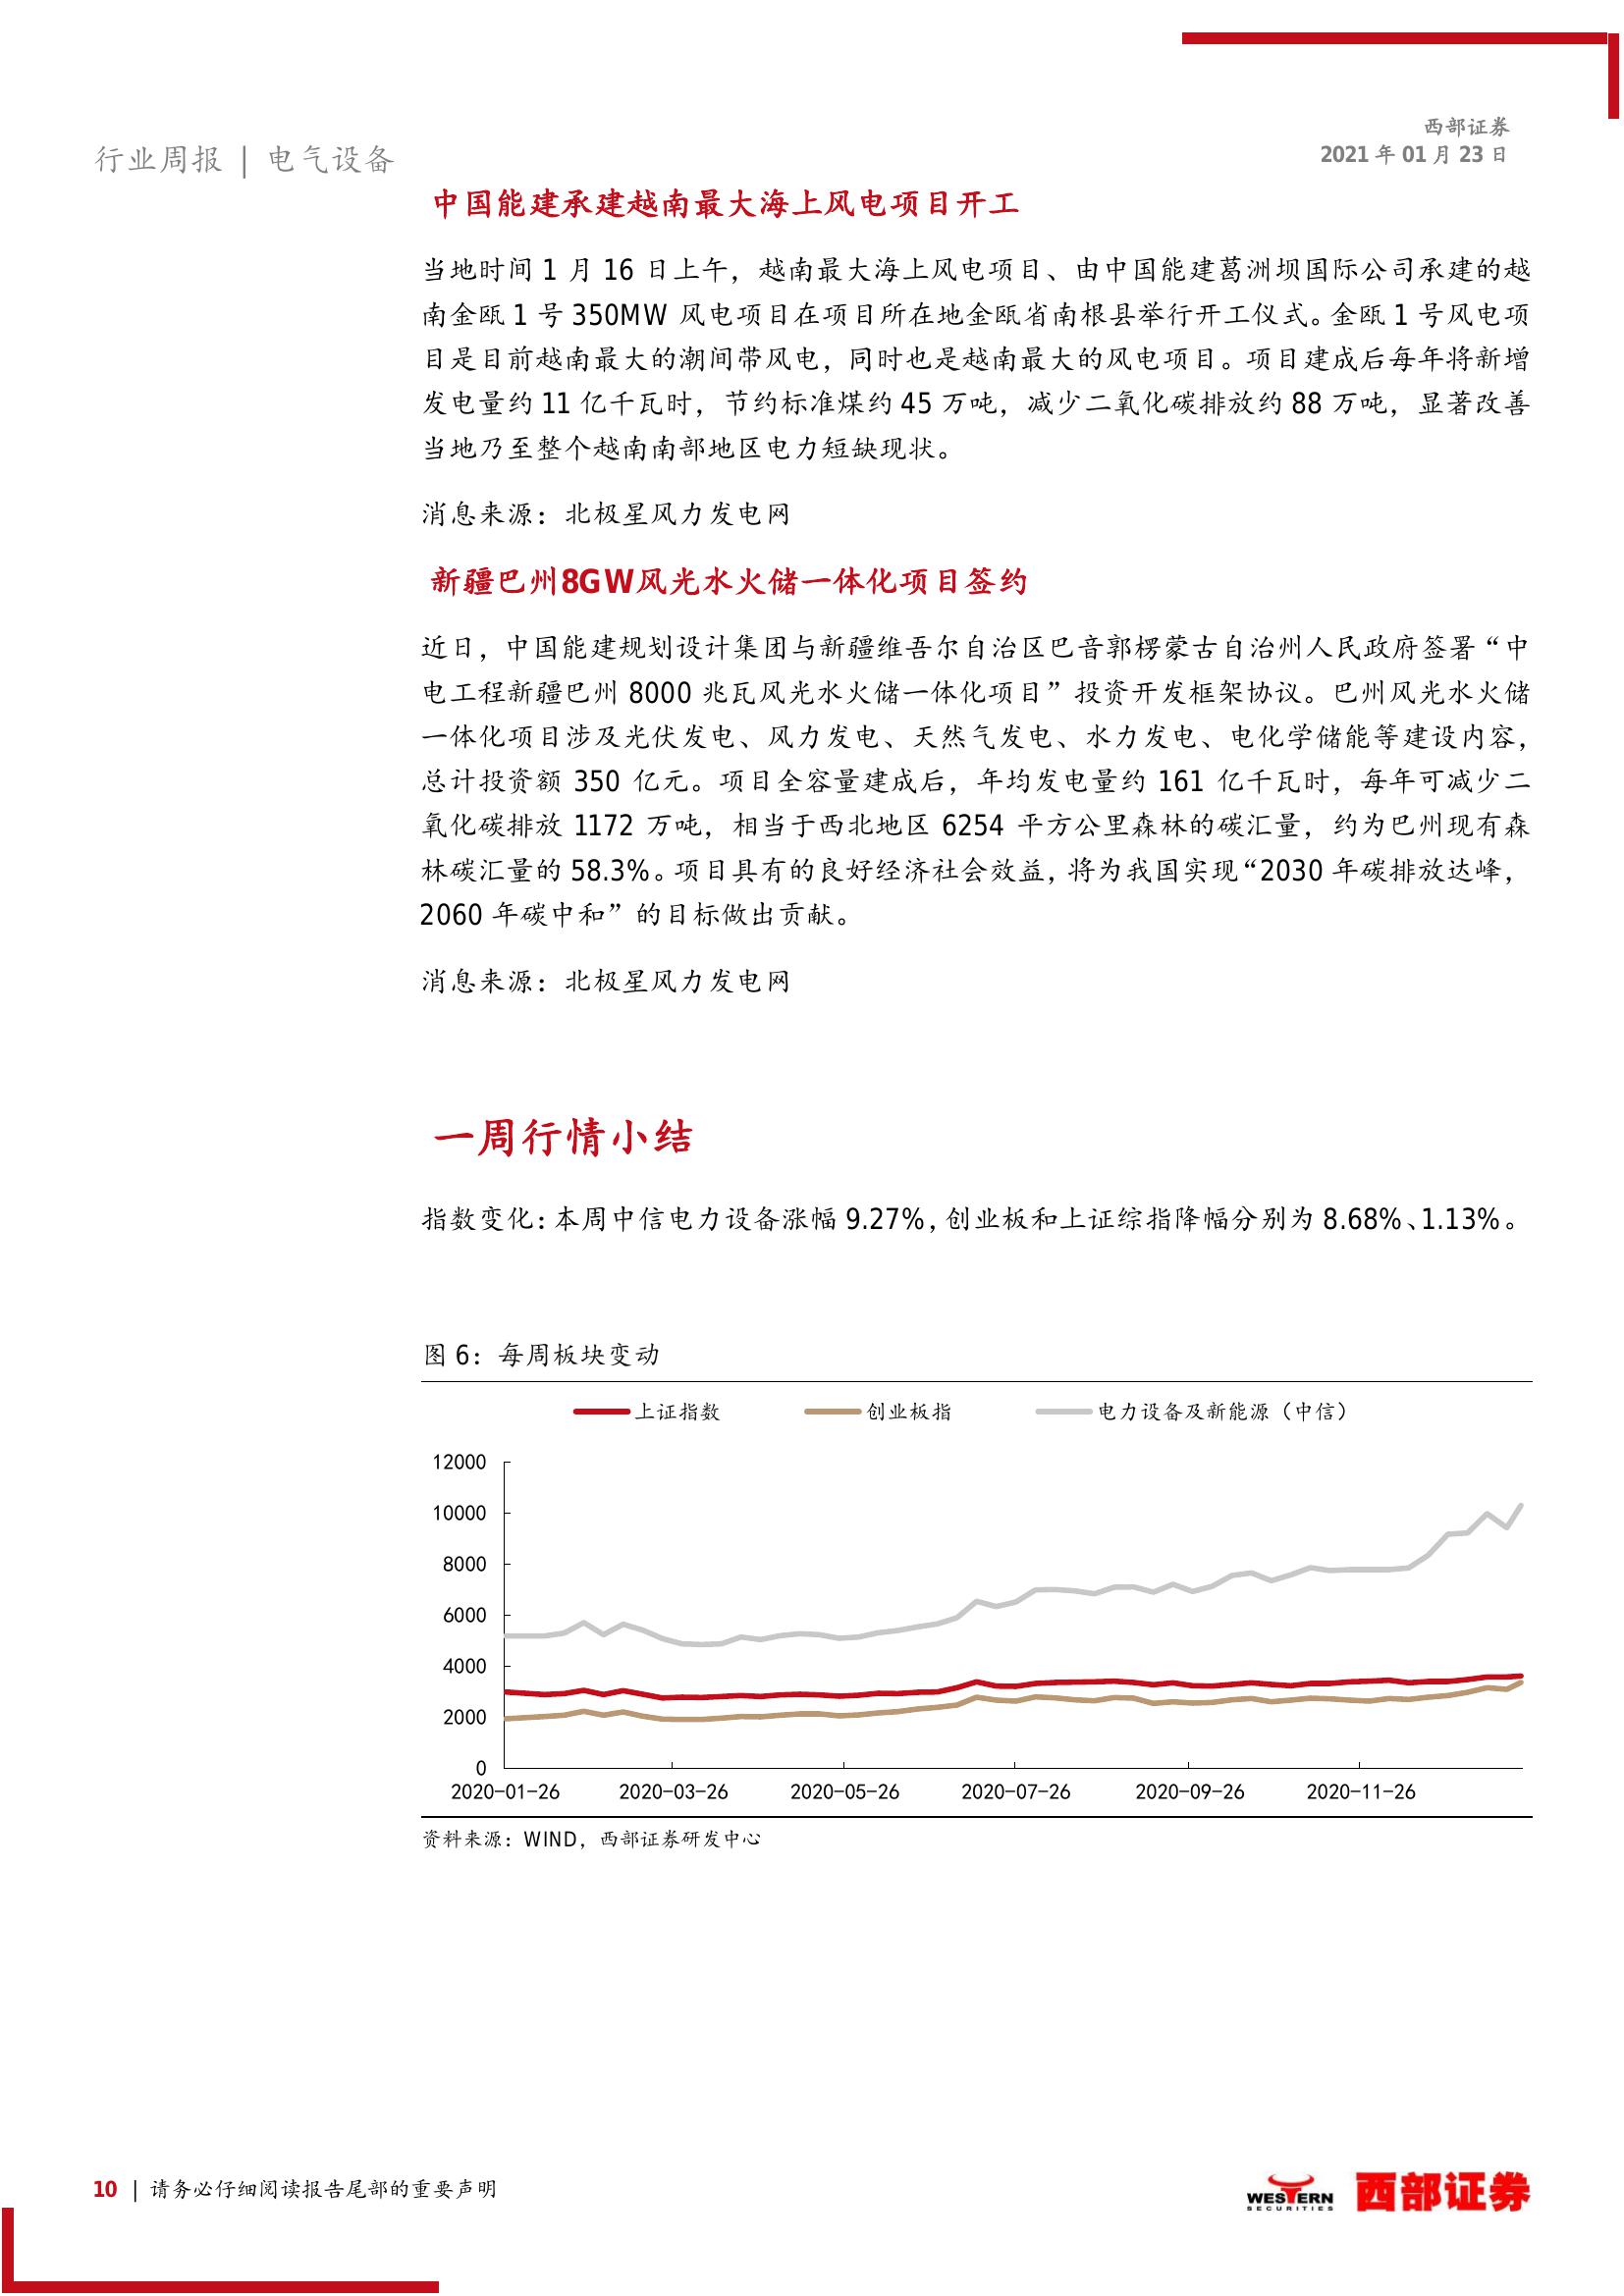 西部证券
2021 年 01 月 23 日
行业周报 | 电气设备
中国能建承建越南最大海上风电项目开工
当地时间 1 月 16 日上午，越南最大海上风电项目、由中国能建葛洲坝国际公司承建的越
南金瓯 1 号 350MW 风电项目在项目所在地金瓯省南根县举行开工仪式。金瓯 1 号风电项
目是目前越南最大的潮间带风电，同时也是越南最大的风电项目。项目建成后每年将新增
发电量约 11 亿千瓦时，节约标准煤约 45 万吨，减少二氧化碳排放约 88 万吨，显著改善
当地乃至整个越南南部地区电力短缺现状。
消息来源：北极星风力发电网
新疆巴州8GW风光水火储一体化项目签约
近日，中国能建规划设计集团与新疆维吾尔自治区巴音郭楞蒙古自治州人民政府签署“中
电工程新疆巴州 8000 兆瓦风光水火储一体化项目”投资开发框架协议。巴州风光水火储
一体化项目涉及光伏发电、风力发电、天然气发电、水力发电、电化学储能等建设内容，
总计投资额 350 亿元。项目全容量建成后，年均发电量约 161 亿千瓦时，每年可减少二
氧化碳排放 1172 万吨，相当于西北地区 6254 平方公里森林的碳汇量，约为巴州现有森
林碳汇量的 58.3%。项目具有的良好经济社会效益，将为我国实现“2030 年碳排放达峰，
2060 年碳中和”的目标做出贡献。
消息来源：北极星风力发电网
一周行情小结
指数变化：本周中信电力设备涨幅 9.27%，创业板和上证综指降幅分别为 8.68%、1.13%。
图 6：每周板块变动
上证指数 创业板指 电力设备及新能源（中信）
12000
10000
8000
6000
4000
2000
0
2020-01-26 2020-03-26 2020-05-26 2020-07-26 2020-09-26 2020-11-26
资料来源：WIND，西部证券研发中心
10 | 请务必仔细阅读报告尾部的重要声明
WESTERN
SECURITIES
西部证券